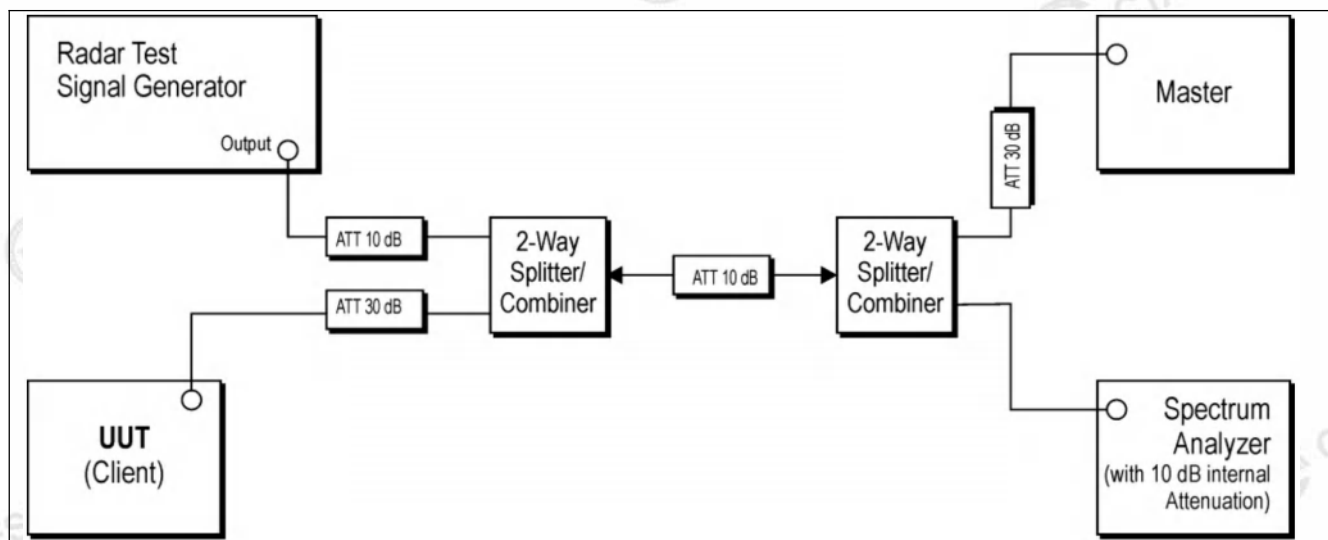 Radar Test
Signal Generator
Output
Master
ATT 30 dB
ATT 10 dB
2-Way
Splitter/
Combiner
ATT 10 dB
2-Way
Splitter/
Combiner
ATT 30 dB
UUT
(Client)
Spectrum
Analyzer
(with 10 dB internal
Attenuation)